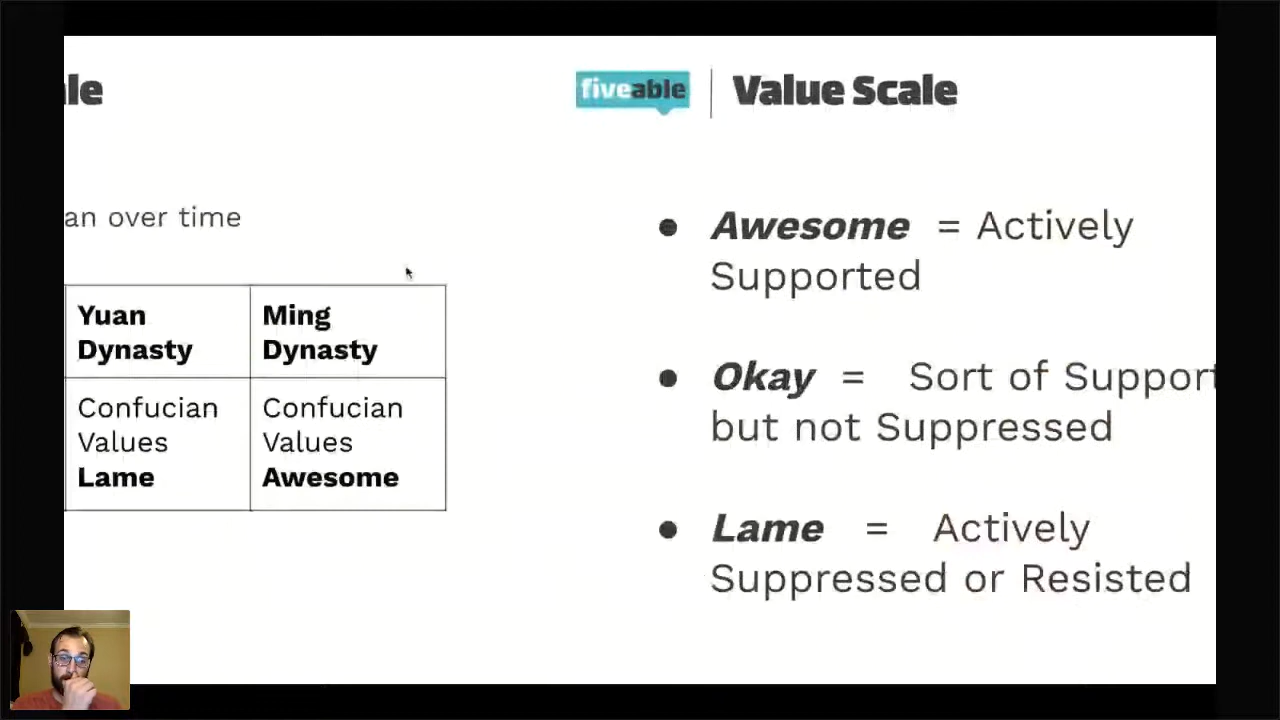 ale
fiveable
Value Scale
an over time
Yuan
Dynasty
Ming
Dynasty
Confucian
Values
Lame
Confucian
Values
Awesome
Awesome = Actively
Supported
Okay = Sort of Support
but not Suppressed
Lame = Actively
Suppressed or Resisted